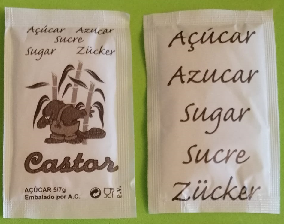 Açúcar Azucar
Sucre
Sugar Zücker
Castor
AÇÚCAR 5/7g
Embalado por A.C.
Açúcar
Azucar
Sugar
Sucre
Zücker